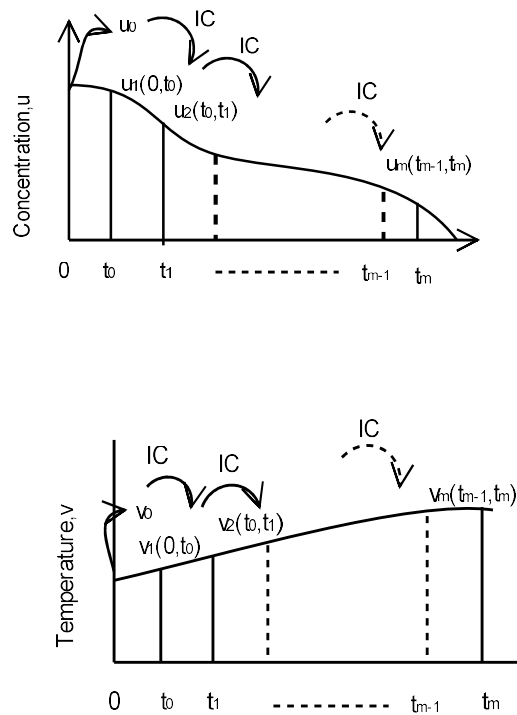 IC
u₀
IC
u₁(0,t₀)
u₂(t₀,t₁)
IC
uₘ(tₘ₋₁,tₘ)
Concentration,u
0 t₀ t₁ tₘ₋₁ tₘ
IC
IC
IC
v₀
vₘ(tₘ₋₁,tₘ)
v₂(t₀,t₁)
v₁(0,t₀)
Temperature,v
0 t₀ t₁ tₘ₋₁ tₘ